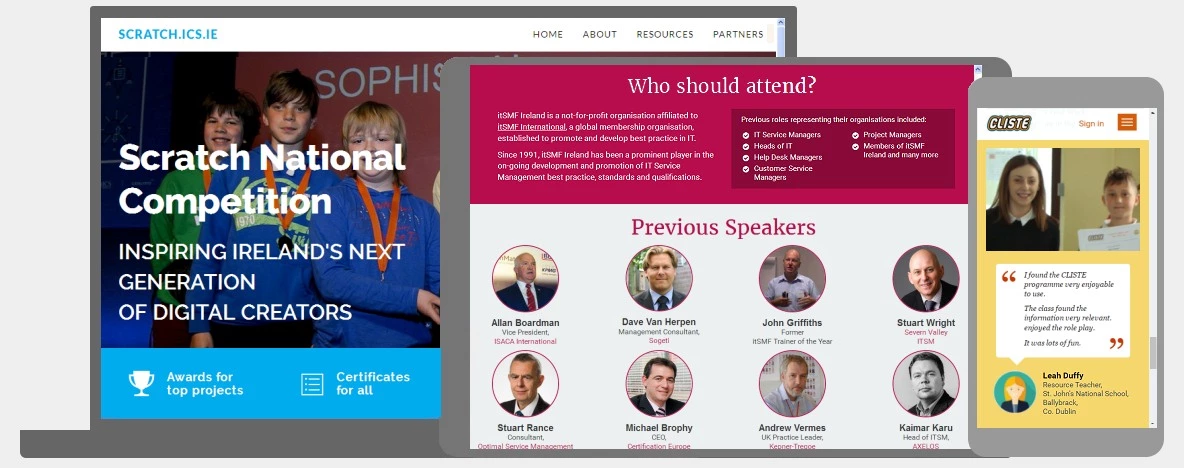 SCRATCH.ICS.IE
HOME ABOUT RESOURCES PARTNERS
SOPHIS
Scratch National
Competition
INSPIRING IRELAND'S NEXT
GENERATION
OF DIGITAL CREATORS
Awards for
top projects
Certificates
for all
Who should attend?
itSMF Ireland is a not-for-profit organisation affiliated to
itSMF International, a global membership organisation,
established to promote and develop best practice in IT.
Since 1991, itSMF Ireland has been a prominent player in the
on-going development and promotion of IT Service
Management best practice, standards and qualifications.
Previous roles representing their organisations included:
IT Service Managers
Heads of IT
Help Desk Managers
Customer Service
Managers
Project Managers
Members of itSMF
Ireland and many more
Previous Speakers
Allan Boardman
Vice President,
ISACA International
Dave Van Herpen
Management Consultant,
Sogeti
John Griffiths
Former
itSMF Trainer of the Year
Stuart Wright
Severn Valley
ITSM
Stuart Rance
Consultant,
Optimal Service Management
Michael Brophy
CEO,
Certification Europe
Andrew Vermes
UK Practice Leader,
Kepner-Tregoe
Kaimar Karu
Head of ITSM,
AXELOS
CLISTE
Sign in
“ I found the CLISTE
programme very enjoyable
to use.
The class found the
information very relevant.
enjoyed the role play.
It was lots of fun. ”
Leah Duffy
Resource Teacher,
St. John's National School,
Ballybrack,
Co. Dublin